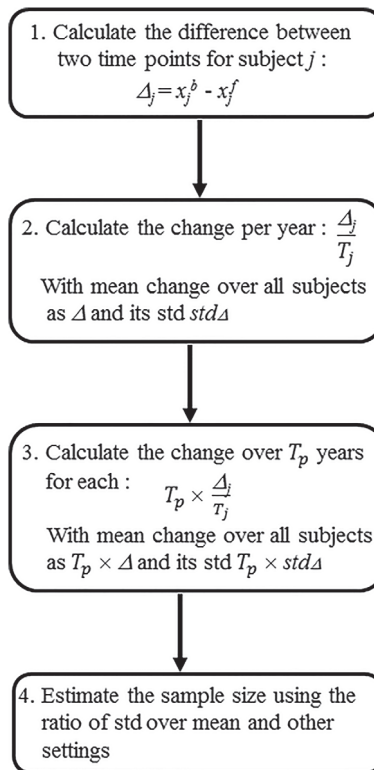 1. Calculate the difference between
two time points for subject j :
Δj = xjᵇ - xjᶠ
2. Calculate the change per year : Δj/Tj
With mean change over all subjects
as Δ and its std stdΔ
3. Calculate the change over Tp years
for each : Tp × Δj/Tj
With mean change over all subjects
as Tp × Δ and its std Tp × stdΔ
4. Estimate the sample size using the
ratio of std over mean and other
settings